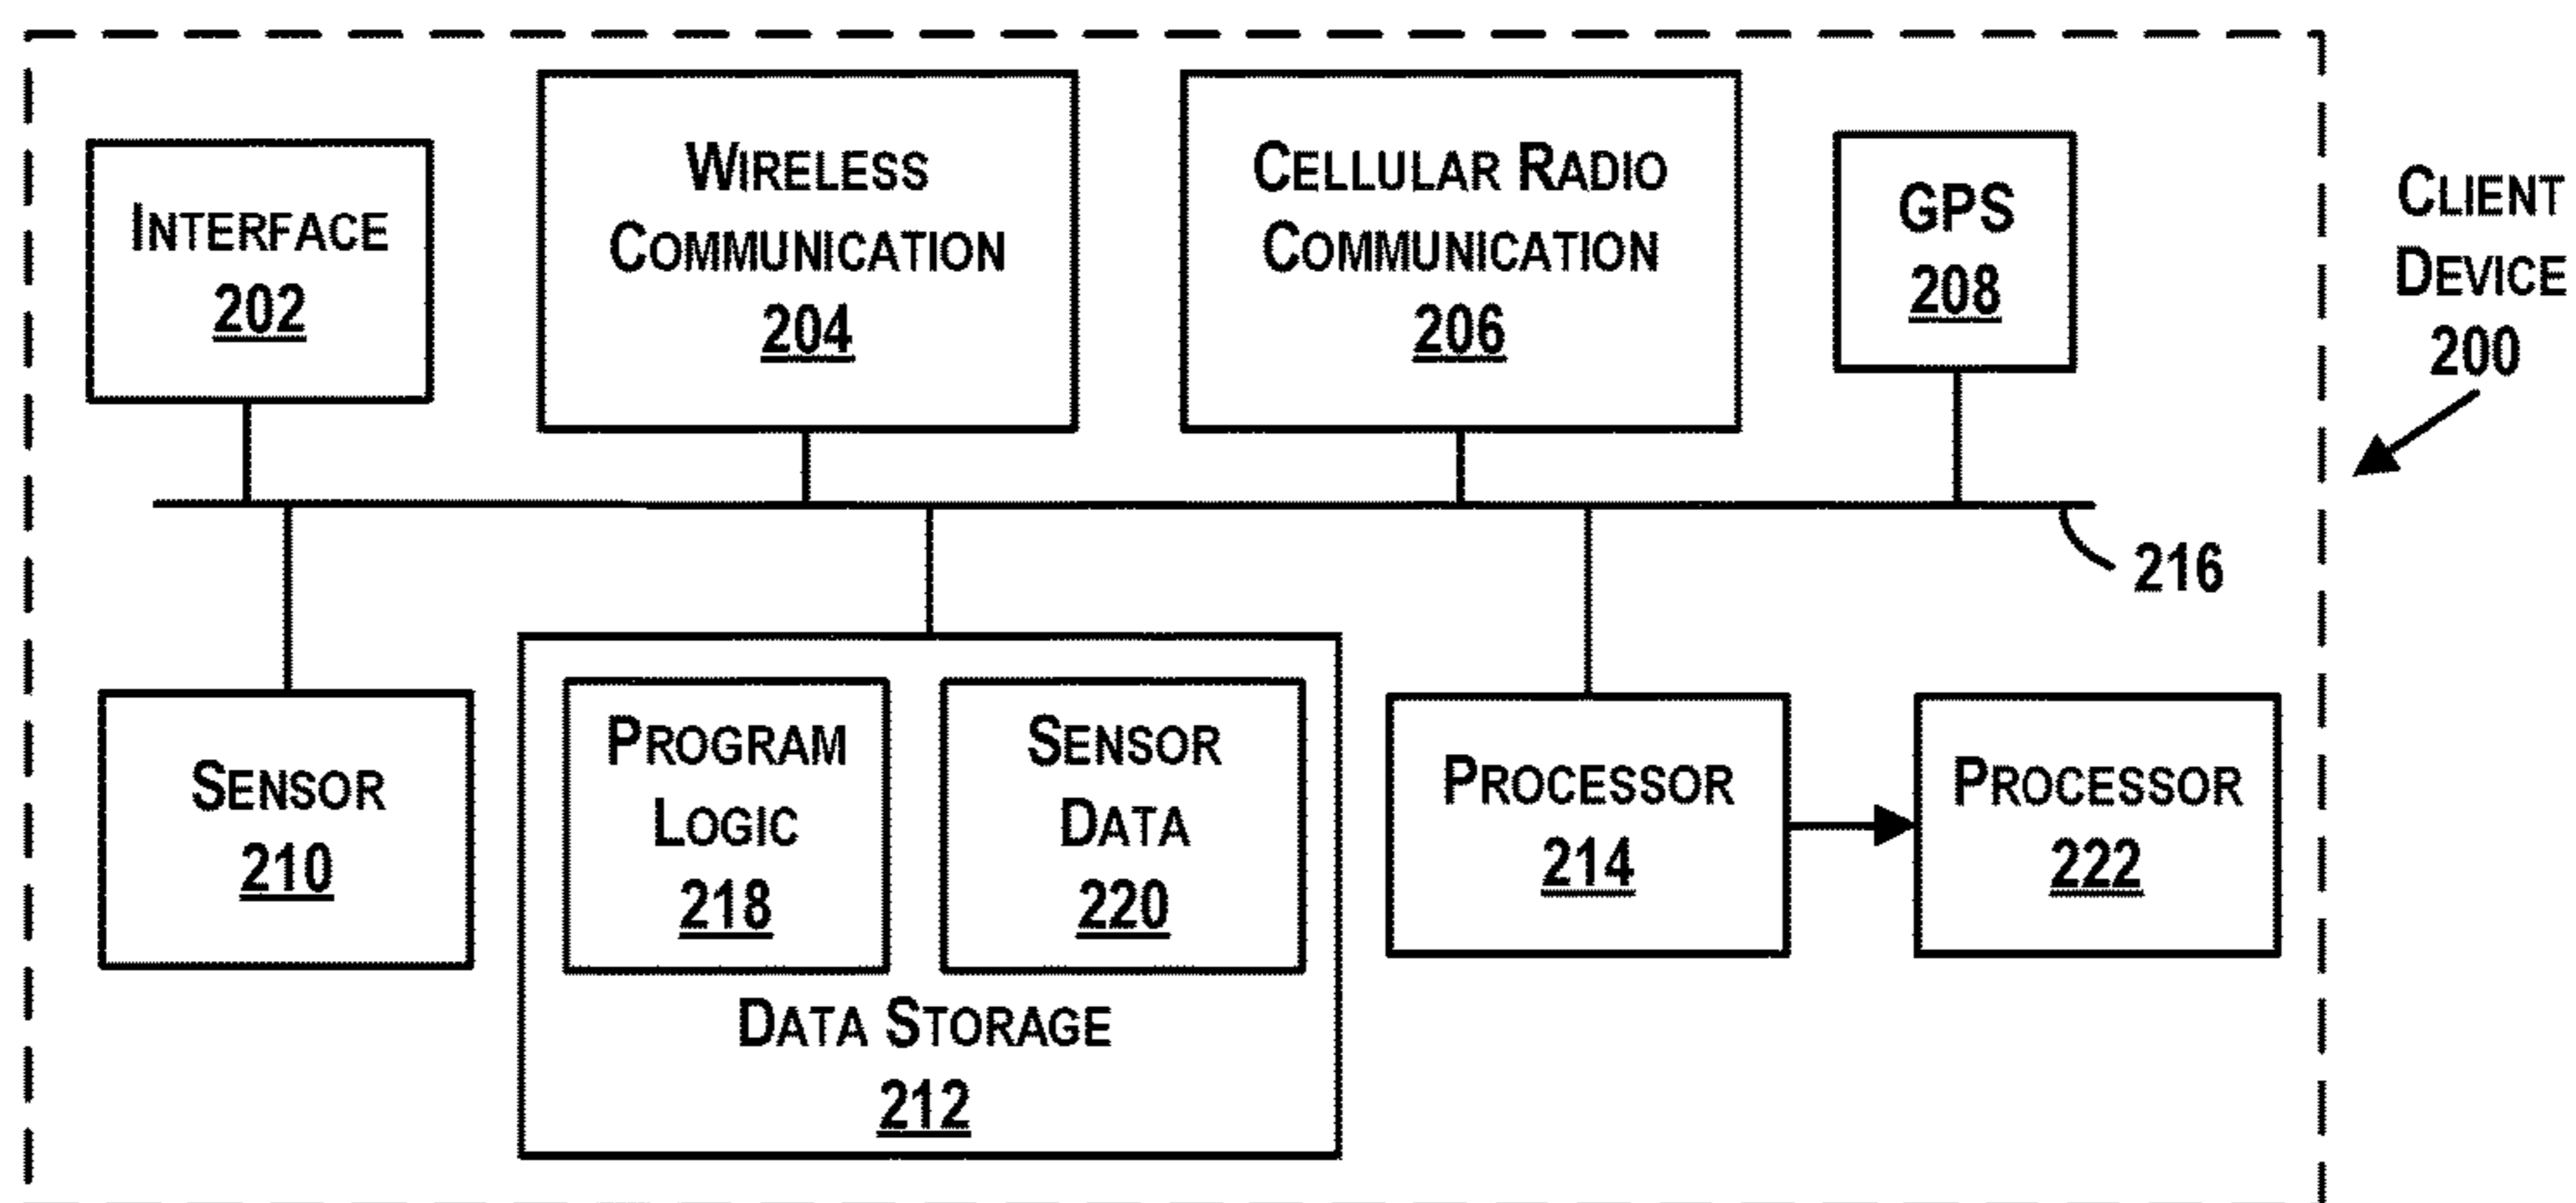 INTERFACE
202
WIRELESS
COMMUNICATION
204
CELLULAR RADIO
COMMUNICATION
206
GPS
208
CLIENT
DEVICE
200
216
SENSOR
210
PROGRAM
LOGIC
218
SENSOR
DATA
220
DATA STORAGE
212
PROCESSOR
214
PROCESSOR
222